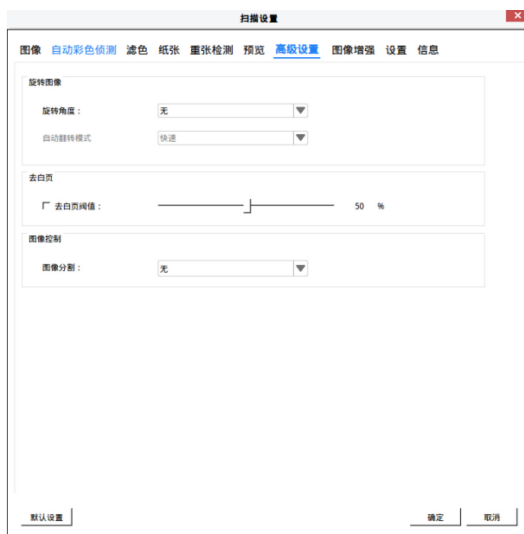 扫描设置
图像 自动彩色侦测 滤色 纸张 重张检测 预览 高级设置 图像增强 设置 信息
旋转图像
旋转角度： 无
自动翻转模式 快速
去白页
去白页阀值： 50 %
图像控制
图像分割： 无
默认设置 确定 取消